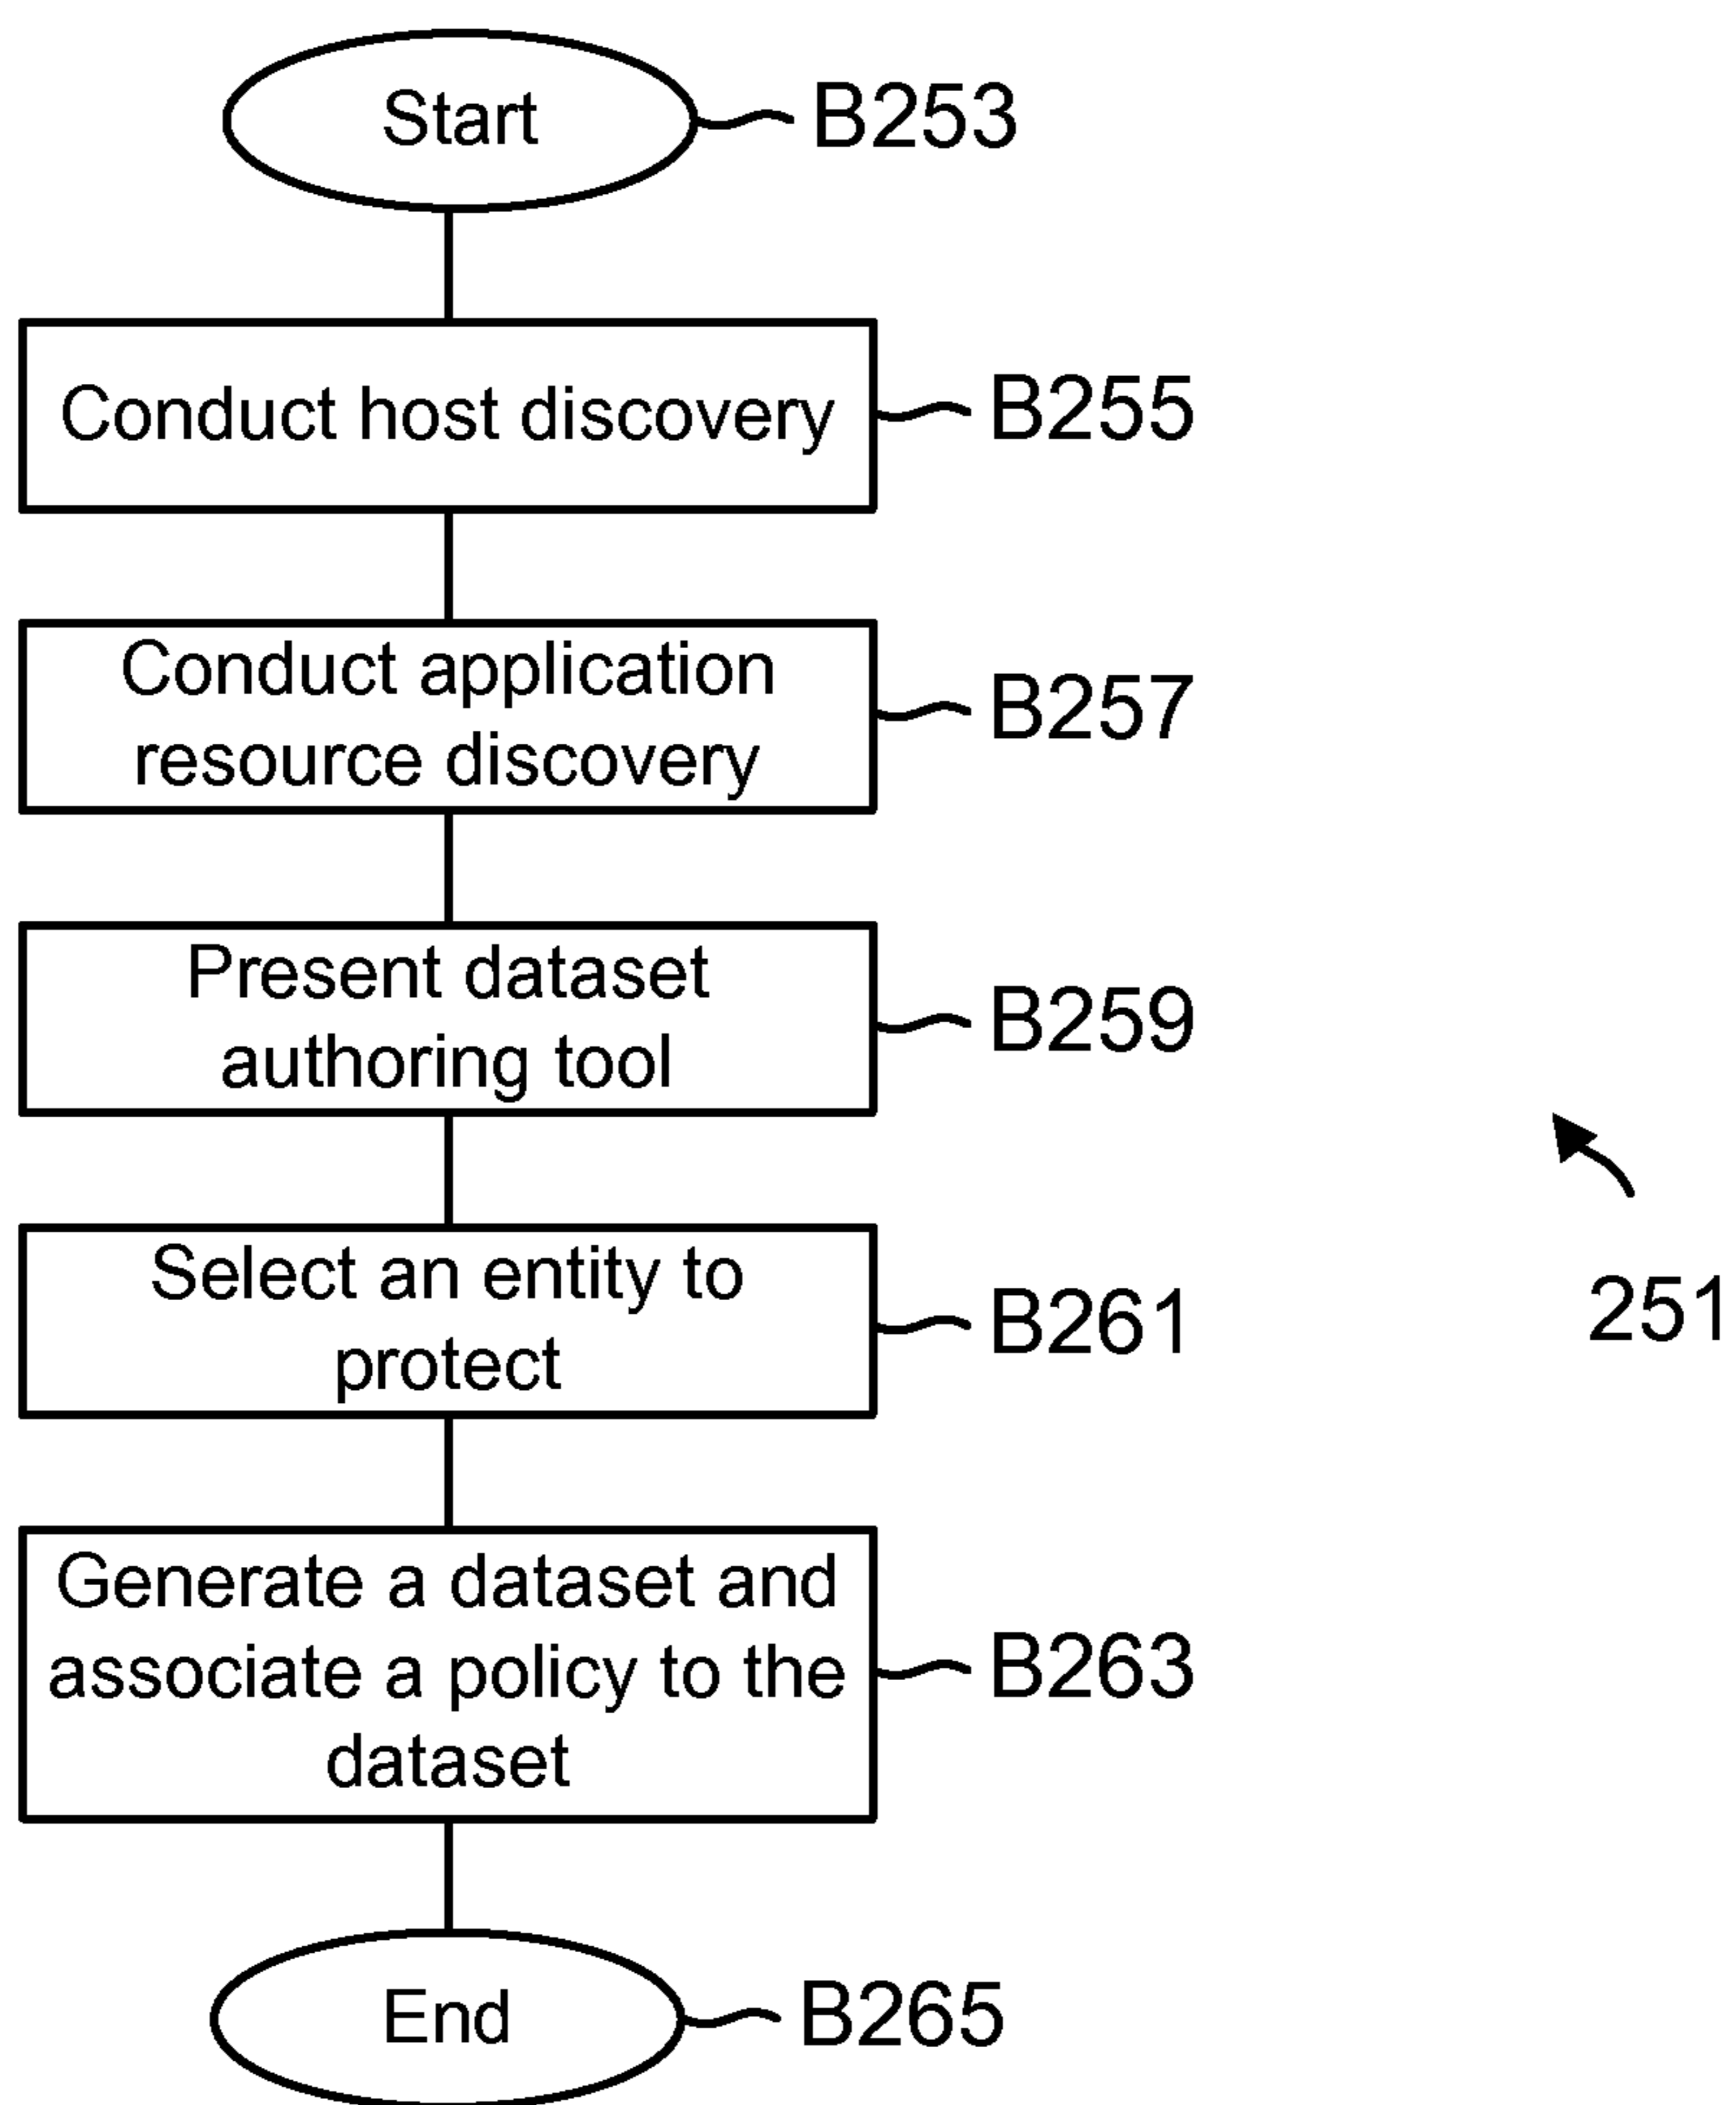 Start
B253
Conduct host discovery
B255
Conduct application
resource discovery
B257
Present dataset
authoring tool
B259
Select an entity to
protect
B261
251
Generate a dataset and
associate a policy to the
dataset
B263
End
B265